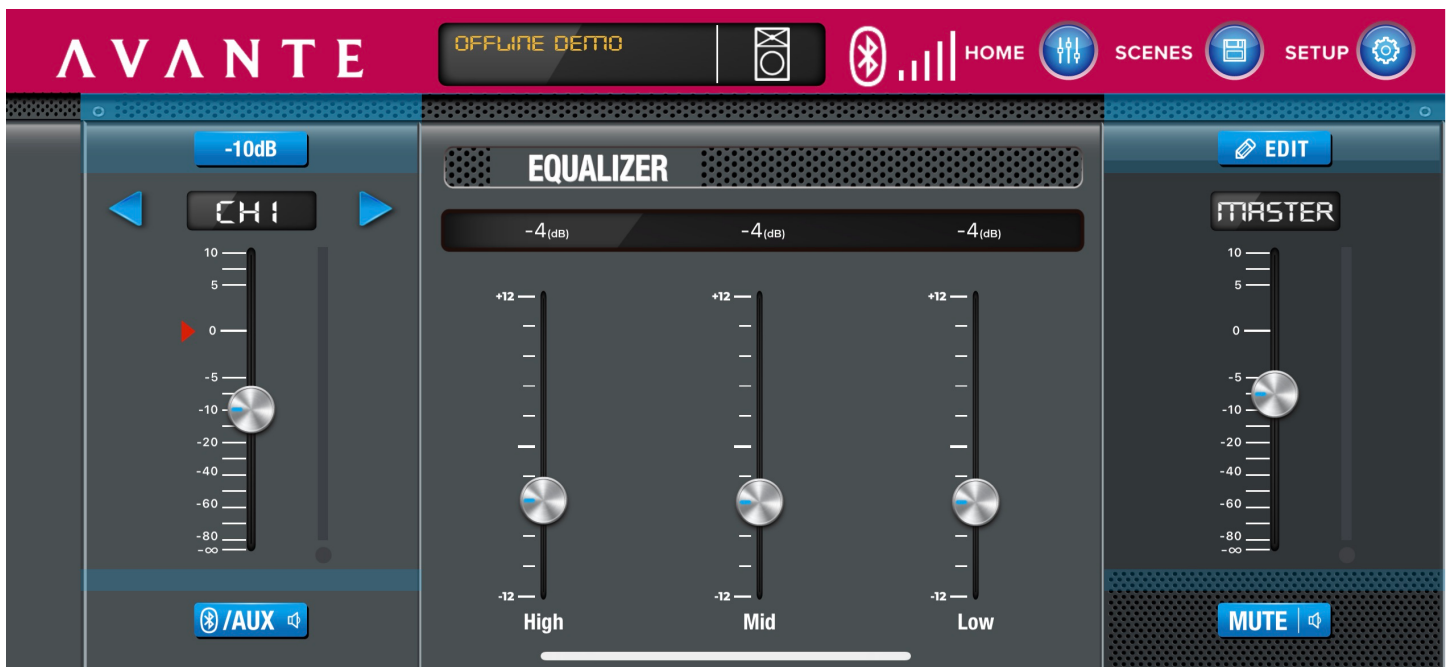 AVANTE
OFFLINE DEMO
HOME
SCENES
SETUP
-10dB
CH1
10
5
0
-5
-10
-20
-40
-60
-80
-∞
/AUX
EQUALIZER
-4(dB) -4(dB) -4(dB)
+12 +12 +12
-12 -12 -12
High Mid Low
EDIT
MASTER
10
5
0
-5
-10
-20
-40
-60
-80
-∞
MUTE